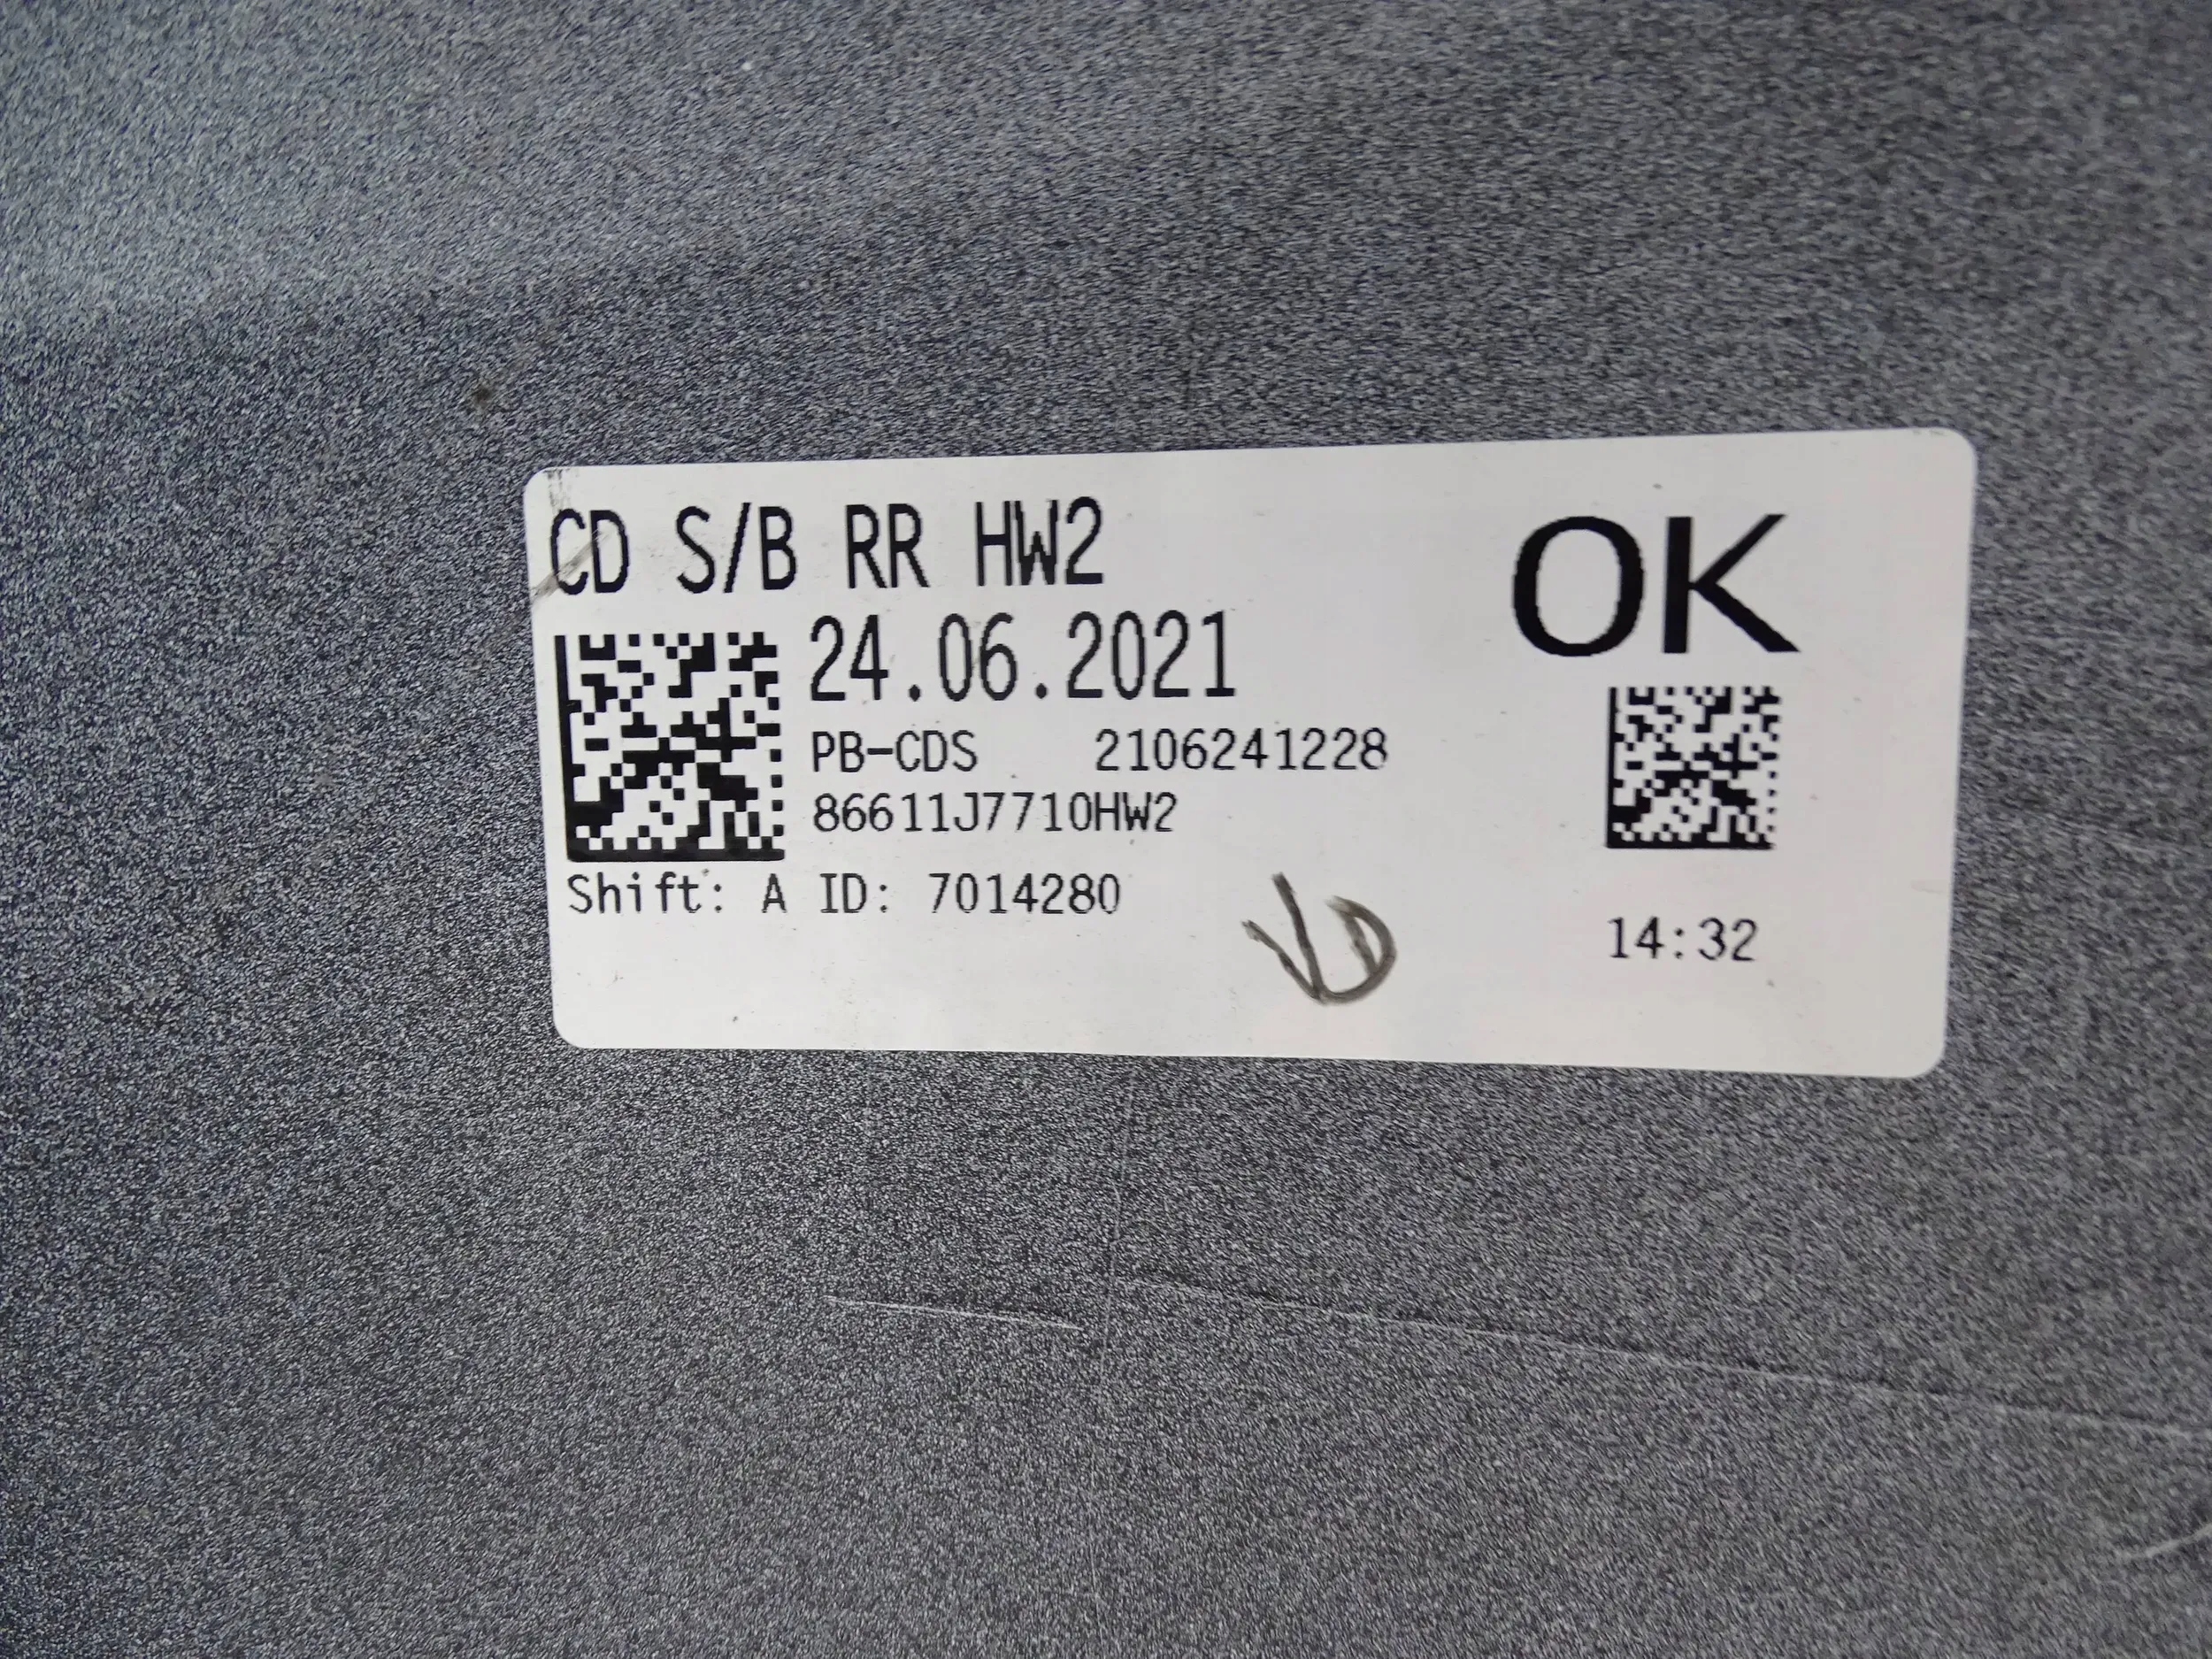 CD S/B RR HW2
OK
24.06.2021
PB-CDS 2106241228
86611J7710HW2
Shift: A ID: 7014280
14:32